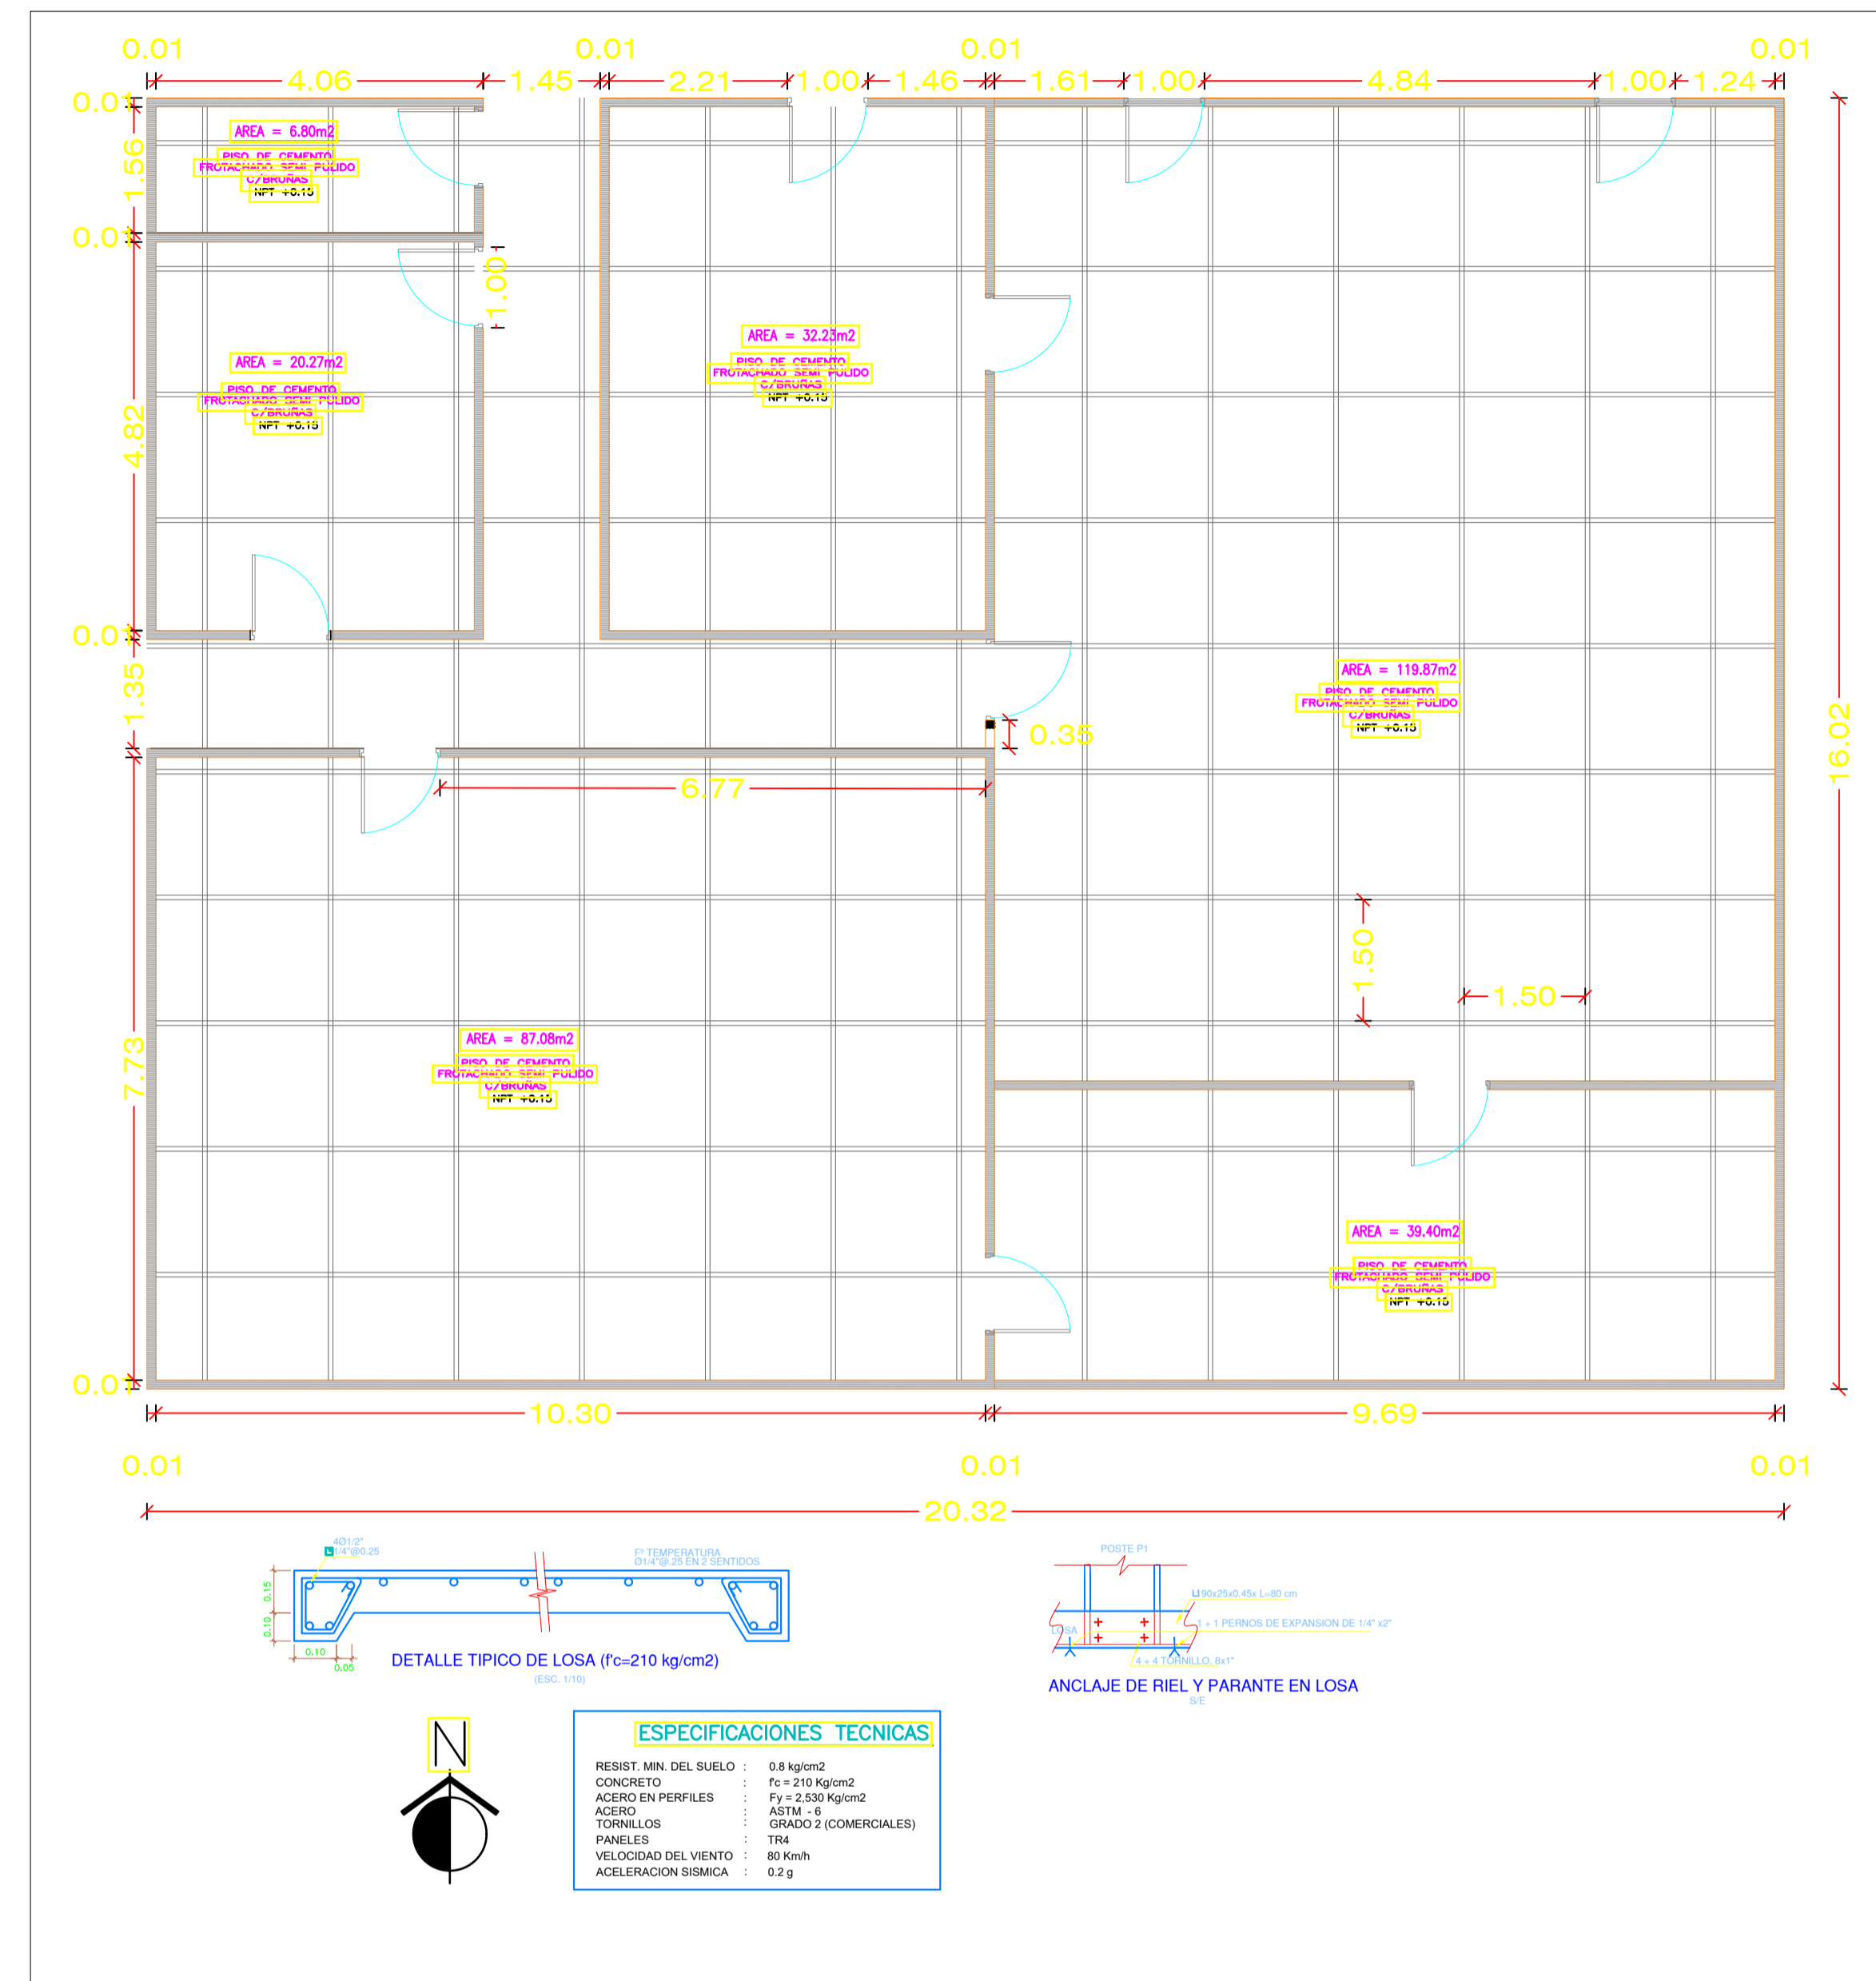 0.01 0.01 0.01 0.01
4.06 1.45 2.21 1.00 1.46 1.61 1.00 4.84 1.00 1.24
0.01
1.56
0.01
4.82
0.01
1.35
7.73
0.01
AREA = 6.80m2
PISO DE CEMENTO
FROTACHADO SEMI PULIDO
C/BRUÑAS
NPT +0.15
1.00
AREA = 20.27m2
PISO DE CEMENTO
FROTACHADO SEMI PULIDO
C/BRUÑAS
NPT +0.15
AREA = 32.23m2
PISO DE CEMENTO
FROTACHADO SEMI PULIDO
C/BRUÑAS
NPT +0.15
AREA = 119.87m2
PISO DE CEMENTO
FROTACHADO SEMI PULIDO
C/BRUÑAS
NPT +0.15
16.02
0.35
6.77
1.50
1.50
AREA = 87.08m2
PISO DE CEMENTO
FROTACHADO SEMI PULIDO
C/BRUÑAS
NPT +0.15
AREA = 39.40m2
PISO DE CEMENTO
FROTACHADO SEMI PULIDO
C/BRUÑAS
NPT +0.15
10.30 9.69
0.01 0.01 0.01
20.32
4Ø1/2"
1/4"@0.25
Fº TEMPERATURA
Ø1/4"@.25 EN 2 SENTIDOS
0.15
0.10
0.10
0.05
DETALLE TIPICO DE LOSA (f'c=210 kg/cm2)
(ESC. 1/10)
POSTE P1
90x25x0.45x L=80 cm
1 + 1 PERNOS DE EXPANSION DE 1/4" x2"
LOSA
4 + 4 TORNILLO. 8x1"
ANCLAJE DE RIEL Y PARANTE EN LOSA
S/E
N
ESPECIFICACIONES TECNICAS
RESIST. MIN. DEL SUELO : 0.8 kg/cm2
CONCRETO : f'c = 210 Kg/cm2
ACERO EN PERFILES : Fy = 2,530 Kg/cm2
ACERO : ASTM - 6
TORNILLOS : GRADO 2 (COMERCIALES)
PANELES : TR4
VELOCIDAD DEL VIENTO : 80 Km/h
ACELERACION SISMICA : 0.2 g